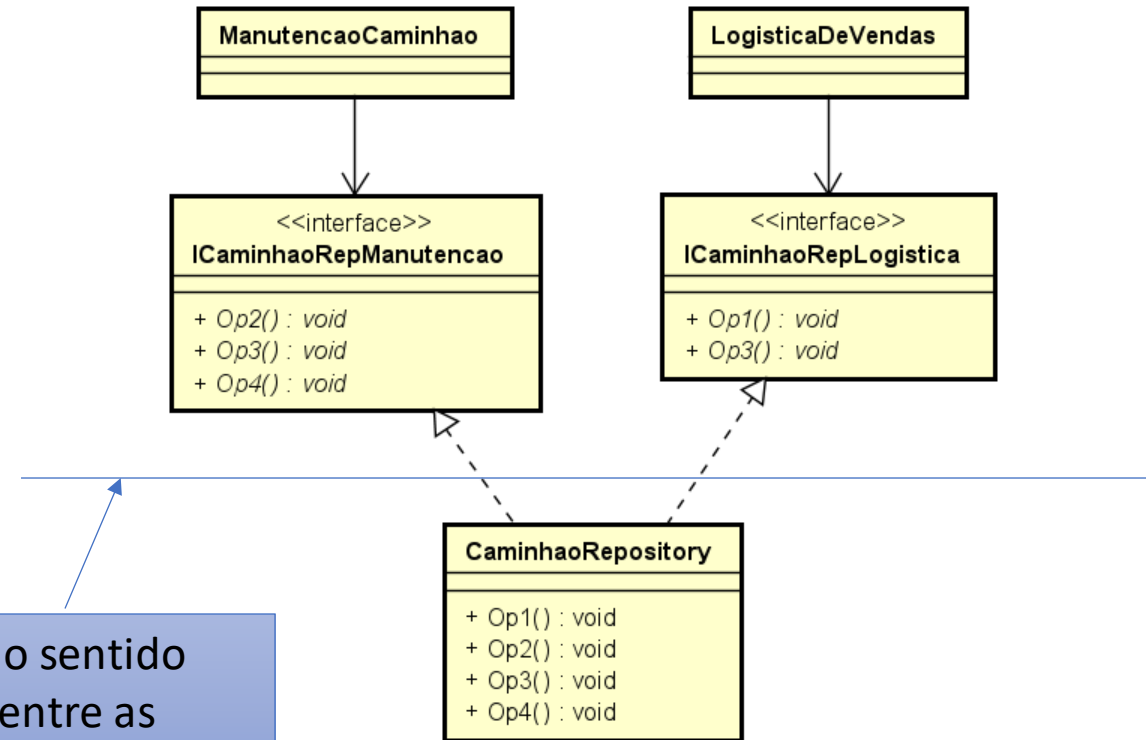 ManutencaoCaminhao
LogisticaDeVendas
<<interface>>
ICaminhaoRepManutencao
+ Op2() : void
+ Op3() : void
+ Op4() : void
<<interface>>
ICaminhaoRepLogistica
+ Op1() : void
+ Op3() : void
CaminhaoRepository
+ Op1() : void
+ Op2() : void
+ Op3() : void
+ Op4() : void
o sentido
entre as